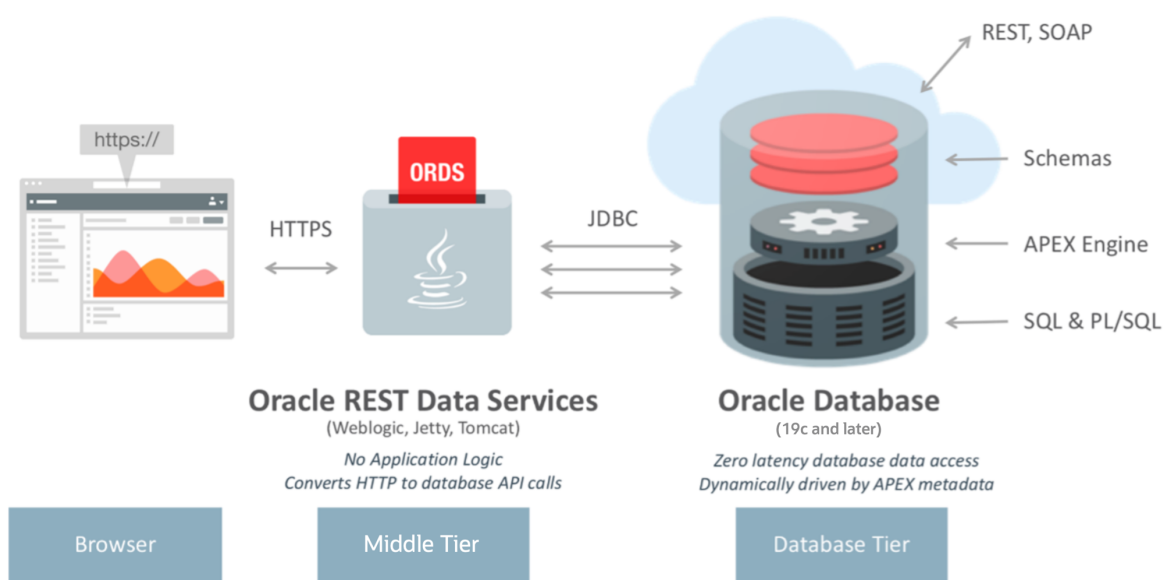 REST, SOAP
https://
ORDS
Schemas
HTTPS
JDBC
APEX Engine
SQL & PL/SQL
Oracle REST Data Services
(Weblogic, Jetty, Tomcat)
No Application Logic
Converts HTTP to database API calls
Oracle Database
(19c and later)
Zero latency database data access
Dynamically driven by APEX metadata
Browser
Middle Tier
Database Tier